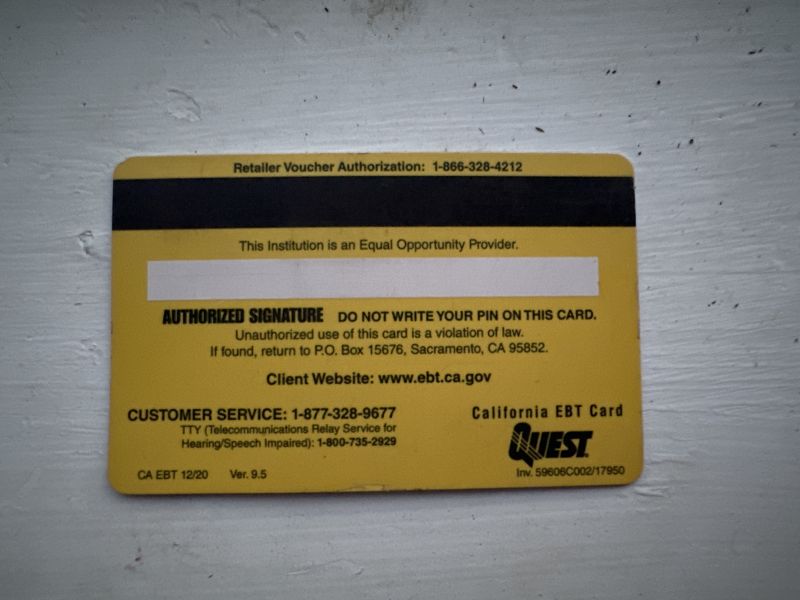 Retailer Voucher Authorization: 1-866-328-4212
This Institution is an Equal Opportunity Provider.
AUTHORIZED SIGNATURE DO NOT WRITE YOUR PIN ON THIS CARD.
Unauthorized use of this card is a violation of law.
If found, return to P.O. Box 15676, Sacramento, CA 95852.
Client Website: www.ebt.ca.gov
CUSTOMER SERVICE: 1-877-328-9677
TTY (Telecommunications Relay Service for
Hearing/Speech Impaired): 1-800-735-2929
California EBT Card
QUEST
CA EBT 12/20 Ver. 9.5
Inv. 59606C002/17950